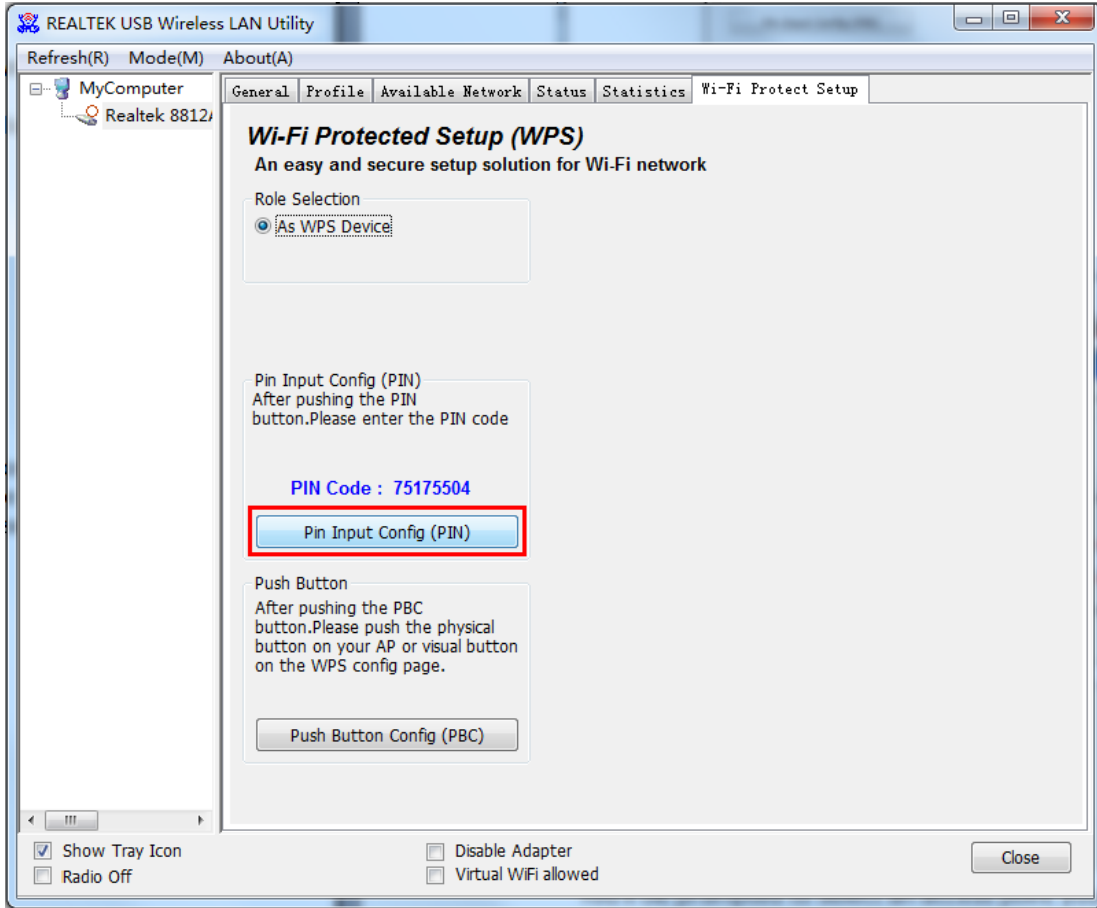 REALTEK USB Wireless LAN Utility
Refresh(R) Mode(M) About(A)
MyComputer
Realtek 8812A
General Profile Available Network Status Statistics Wi-Fi Protect Setup
Wi-Fi Protected Setup (WPS)
An easy and secure setup solution for Wi-Fi network
Role Selection
As WPS Device
Pin Input Config (PIN)
After pushing the PIN
button.Please enter the PIN code
PIN Code : 75175504
Pin Input Config (PIN)
Push Button
After pushing the PBC
button.Please push the physical
button on your AP or visual button
on the WPS config page.
Push Button Config (PBC)
Show Tray Icon
Disable Adapter
Radio Off
Virtual WiFi allowed
Close